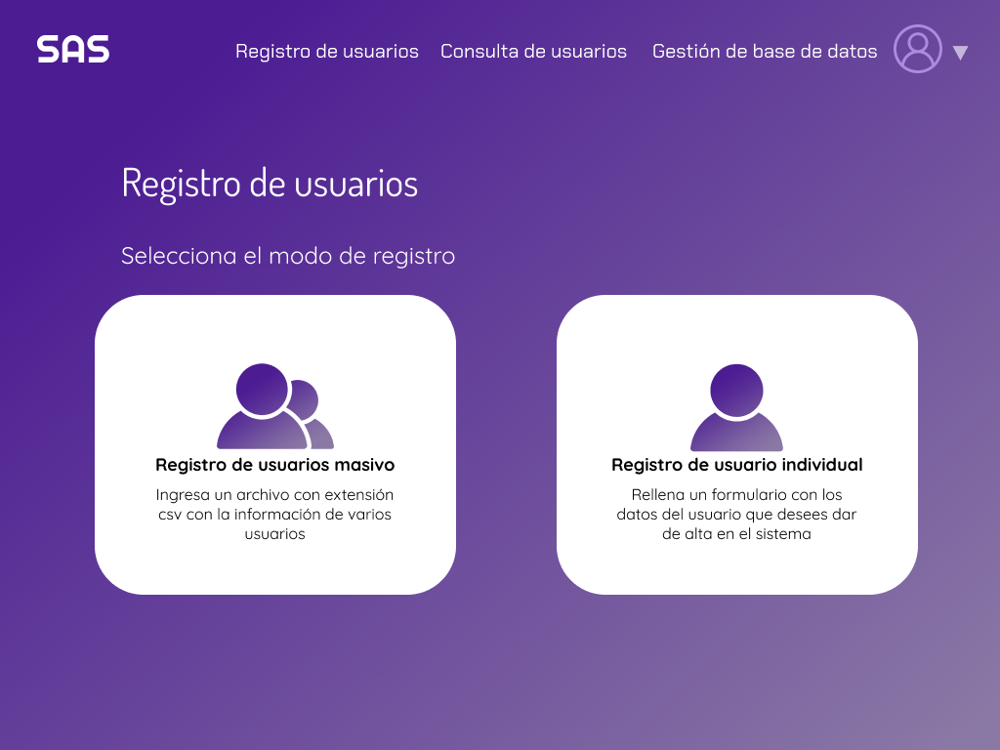 SAS
Registro de usuarios
Consulta de usuarios
Gestión de base de datos
Registro de usuarios
Selecciona el modo de registro
Registro de usuarios masivo
Ingresa un archivo con extensión
csv con la información de varios
usuarios
Registro de usuario individual
Rellena un formulario con los
datos del usuario que desees dar
de alta en el sistema